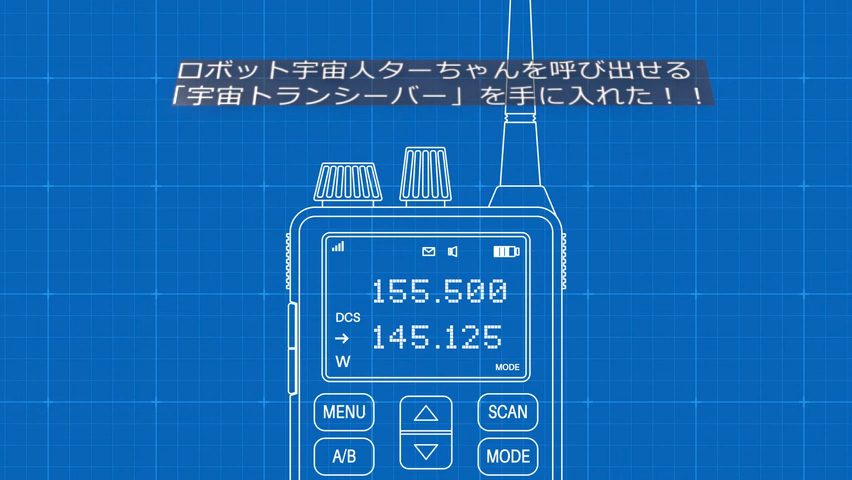 ロボット宇宙人ターちゃんを呼び出せる
「宇宙トランシーバー」を手に入れた！！
155.500
DCS
145.125
W
MODE
MENU
SCAN
A/B
MODE